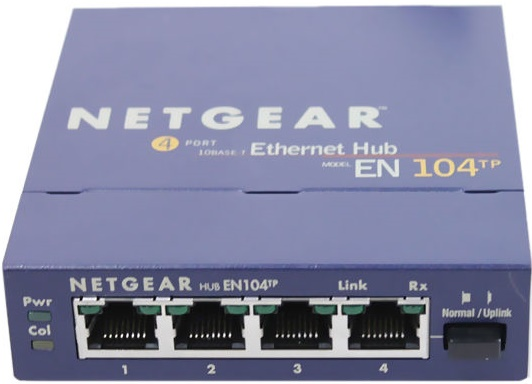 NETGEAR™
4 PORT
10BASE-T Ethernet Hub
MODEL EN 104TP
NETGEAR HUB EN104TP Link Rx
Pwr
Normal / Uplink
Col
1 2 3 4